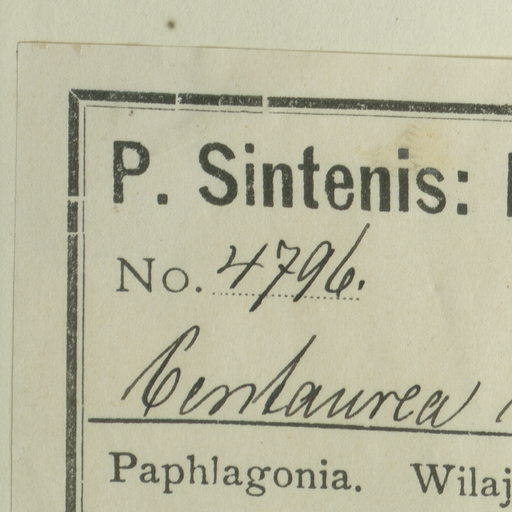 P. Sintenis:
No. 4796.
Centaurea
Paphlagonia. Wilaj